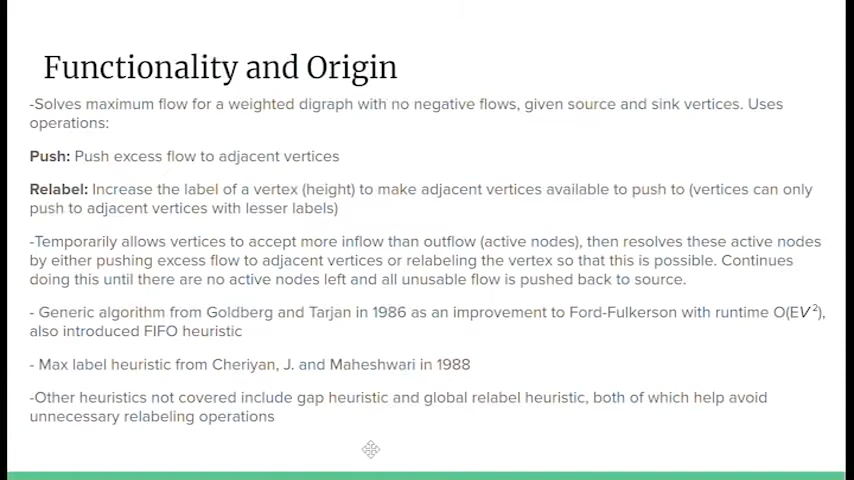 Functionality and Origin
-Solves maximum flow for a weighted digraph with no negative flows, given source and sink vertices. Uses
operations:
Push: Push excess flow to adjacent vertices
Relabel: Increase the label of a vertex (height) to make adjacent vertices available to push to (vertices can only
push to adjacent vertices with lesser labels)
-Temporarily allows vertices to accept more inflow than outflow (active nodes), then resolves these active nodes
by either pushing excess flow to adjacent vertices or relabeling the vertex so that this is possible. Continues
doing this until there are no active nodes left and all unusable flow is pushed back to source.
- Generic algorithm from Goldberg and Tarjan in 1986 as an improvement to Ford-Fulkerson with runtime O(EV²),
also introduced FIFO heuristic
- Max label heuristic from Cheriyan, J. and Maheshwari in 1988
-Other heuristics not covered include gap heuristic and global relabel heuristic, both of which help avoid
unnecessary relabeling operations